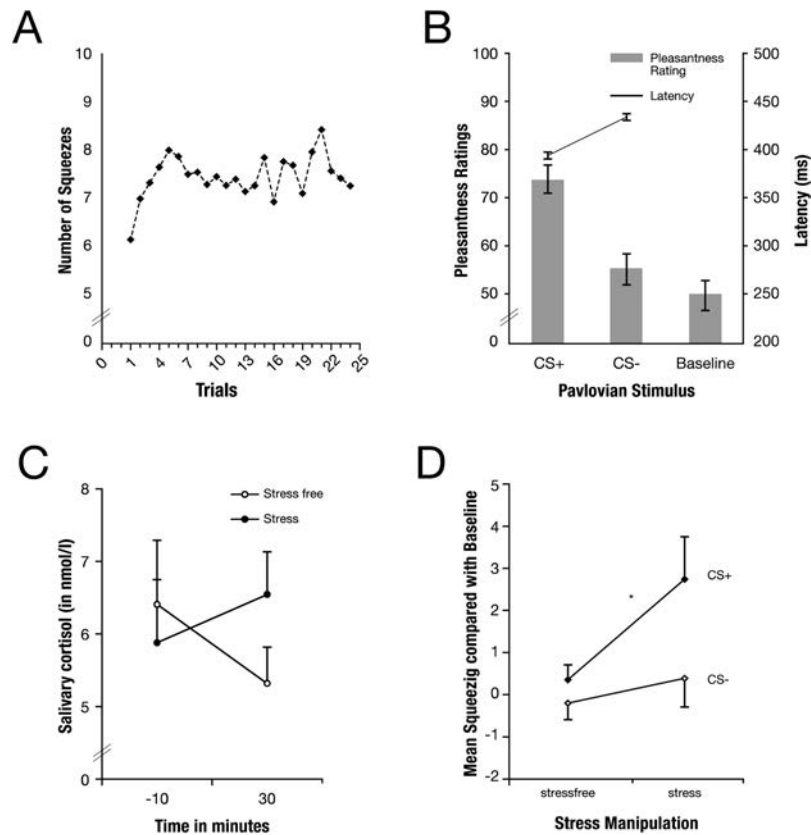 A
Number of Squeezes
10
9
8
7
6
5
0
0 1 4 7 10 13 16 19 22 25
Trials
B
Pleasantness Ratings
100
90
80
70
60
50
0
Pleasantness
Rating
Latency
500
450
400
350
300
250
200
Latency (ms)
CS+ CS- Baseline
Pavlovian Stimulus
C
Salivary cortisol (in nmol/l)
8
7
6
5
0
Stress free
Stress
-10 30
Time in minutes
D
Mean Squeezig compared with Baseline
5
4
3
2
1
0
-1
-2
*
CS+
CS-
stressfree stress
Stress Manipulation